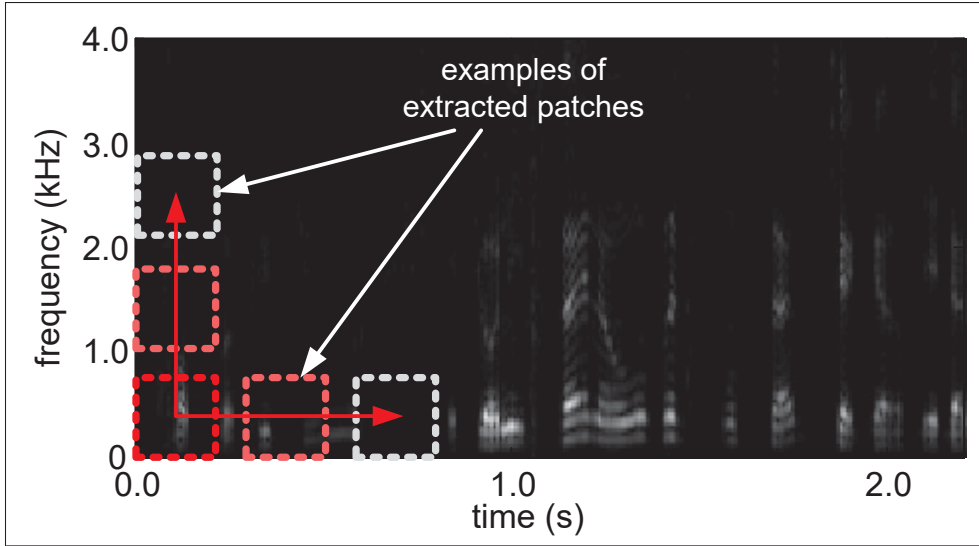 4.0
3.0
2.0
1.0
0
frequency (kHz)
examples of
extracted patches
0.0
1.0
2.0
time (s)